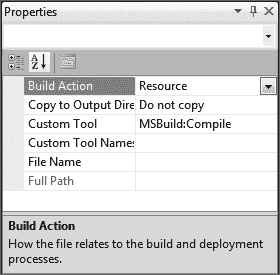 Properties
Build Action Resource
Copy to Output Dire Do not copy
Custom Tool MSBuild:Compile
Custom Tool Names
File Name
Full Path
Build Action
How the file relates to the build and deployment
processes.